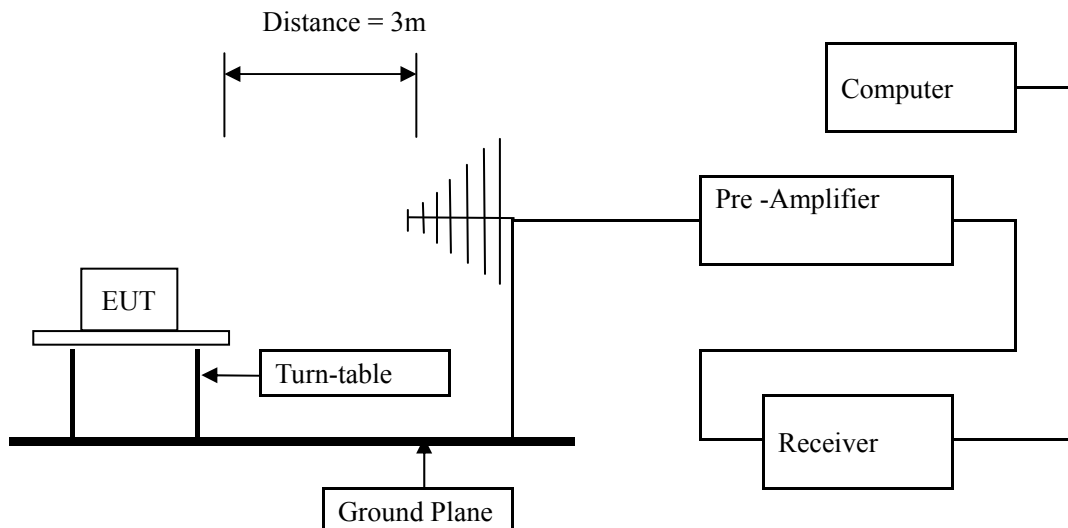 Distance = 3m
Computer
Pre -Amplifier
EUT
Turn-table
Receiver
Ground Plane